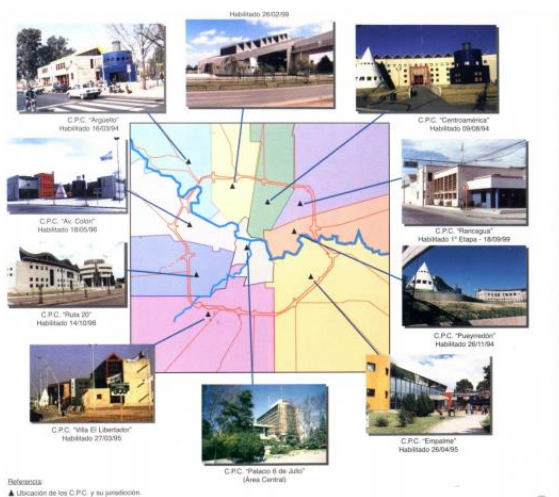 Habilitado 26/02/99
C.P.C. "Argüello"
Habilitado 16/03/94
C.P.C. "Centroamérica"
Habilitado 09/08/94
C.P.C. "Av. Colón"
Habilitado 18/05/96
C.P.C. "Rancagua"
Habilitado 1ª Etapa - 18/09/99
C.P.C. "Ruta 20"
Habilitado 14/10/98
C.P.C. "Pueyrredón"
Habilitado 26/11/94
C.P.C. "Villa El Libertador"
Habilitado 27/03/95
C.P.C. "Empalme"
Habilitado 26/04/95
C.P.C. "Palacio 6 de Julio"
(Área Central)
Referencia:
▲ Ubicación de los C.P.C. y su jurisdicción.